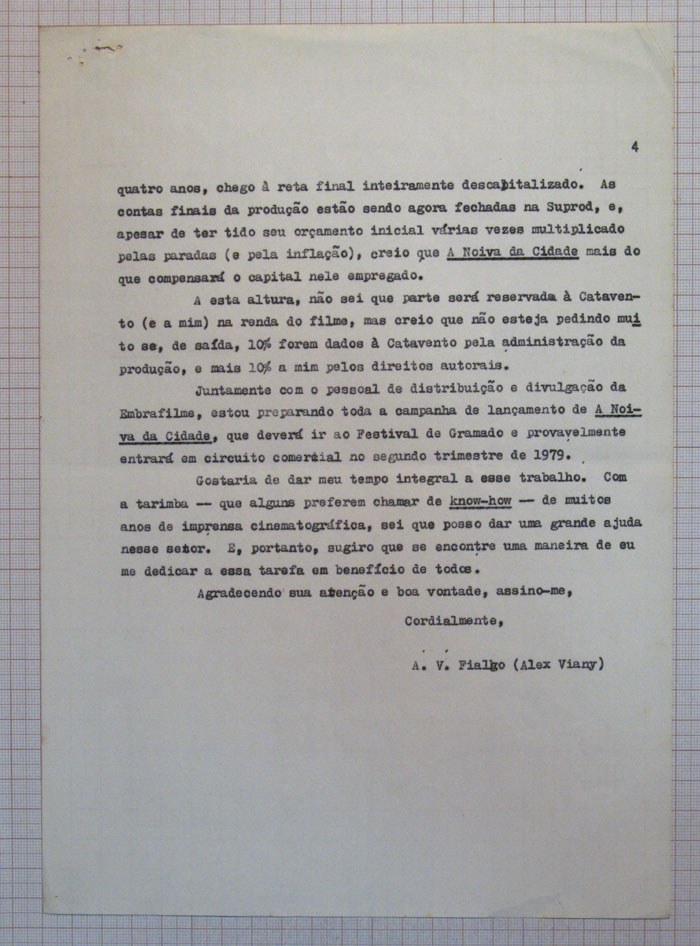 4
quatro anos, chego à reta final inteiramente descapitalizado. As
contas finais da produção estão sendo agora fechadas na Suprod, e,
apesar de ter tido seu orçamento inicial várias vezes multiplicado
pelas paradas (e pela inflação), creio que A Noiva da Cidade mais do
que compensará o capital nele empregado.
A esta altura, não sei que parte será reservada à Cataven-
to (e a mim) na renda do filme, mas creio que não esteja pedindo mui
to se, de saída, 10% forem dados à Catavento pela administração da
produção, e mais 10% a mim pelos direitos autorais.
Juntamente com o pessoal de distribuição e divulgação da
Embrafilme, estou preparando toda a campanha de lançamento de A Noi-
va da Cidade, que deverá ir ao Festival de Gramado e provavelmente
entrará em circuito comercial no segundo trimestre de 1979.
Gostaria de dar meu tempo integral a esse trabalho. Com
a tarimba — que alguns preferem chamar de know-how — de muitos
anos de imprensa cinematográfica, sei que posso dar uma grande ajuda
nesse setor. E, portanto, sugiro que se encontre uma maneira de eu
me dedicar a essa tarefa em benefício de todos.
Agradecendo sua atenção e boa vontade, assino-me,
Cordialmente,
A. V. Fialho (Alex Viany)